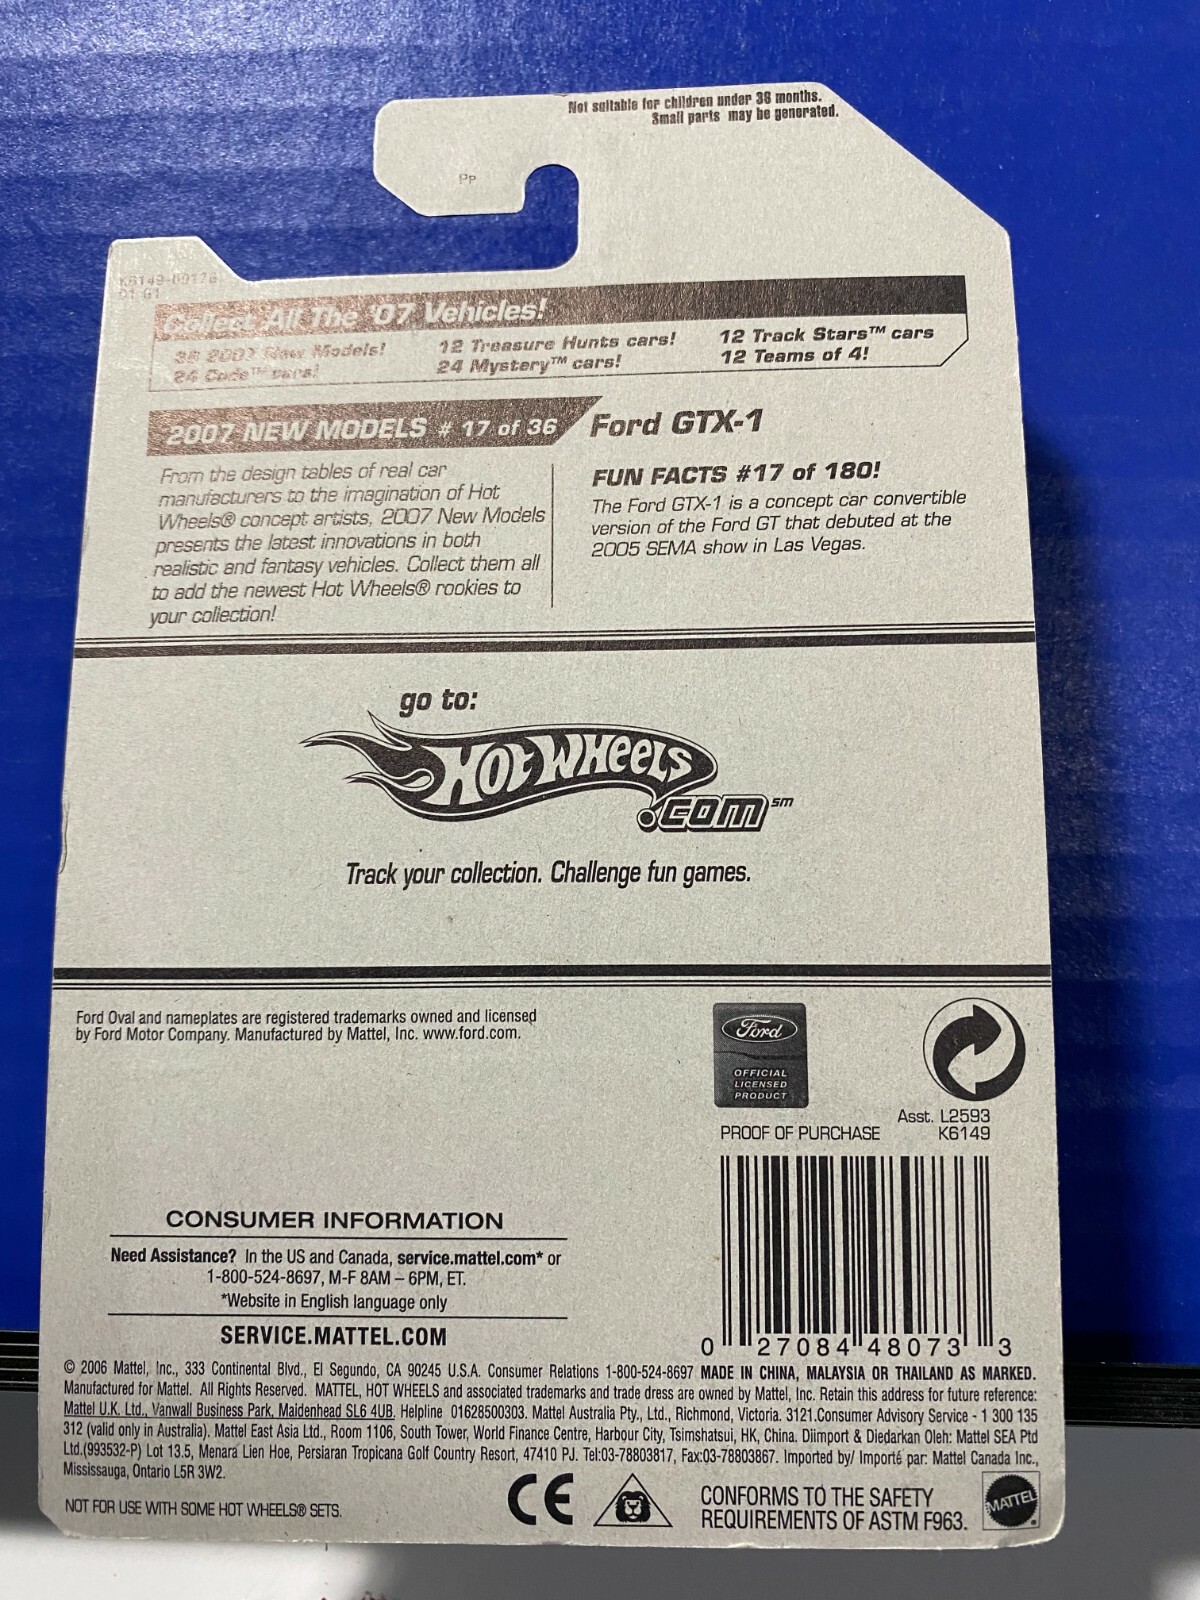 Not suitable for children under 36 months.
Small parts may be generated.
PP
K6149-0912G
01 G1
Collect All The '07 Vehicles!
36 2007 New Models!
24 Code™ cars!
12 Treasure Hunts cars!
24 Mystery™ cars!
12 Track Stars™ cars
12 Teams of 4!
2007 NEW MODELS # 17 of 36
From the design tables of real car
manufacturers to the imagination of Hot
Wheels® concept artists, 2007 New Models
presents the latest innovations in both
realistic and fantasy vehicles. Collect them all
to add the newest Hot Wheels® rookies to
your collection!
Ford GTX-1
FUN FACTS #17 of 180!
The Ford GTX-1 is a concept car convertible
version of the Ford GT that debuted at the
2005 SEMA show in Las Vegas.
go to:
HOT WHEELS
.COM℠
Track your collection. Challenge fun games.
Ford Oval and nameplates are registered trademarks owned and licensed
by Ford Motor Company. Manufactured by Mattel, Inc. www.ford.com.
Ford
OFFICIAL
LICENSED
PRODUCT
Asst. L2593
PROOF OF PURCHASE K6149
0 27084 48073 3
CONSUMER INFORMATION
Need Assistance? In the US and Canada, service.mattel.com* or
1-800-524-8697, M-F 8AM – 6PM, ET.
*Website in English language only
SERVICE.MATTEL.COM
© 2006 Mattel, Inc., 333 Continental Blvd., El Segundo, CA 90245 U.S.A. Consumer Relations 1-800-524-8697 MADE IN CHINA, MALAYSIA OR THAILAND AS MARKED.
Manufactured for Mattel. All Rights Reserved. MATTEL, HOT WHEELS and associated trademarks and trade dress are owned by Mattel, Inc. Retain this address for future reference:
Mattel U.K. Ltd., Vanwall Business Park, Maidenhead SL6 4UB. Helpline 01628500303. Mattel Australia Pty., Ltd., Richmond, Victoria. 3121.Consumer Advisory Service - 1 300 135
312 (valid only in Australia). Mattel East Asia Ltd., Room 1106, South Tower, World Finance Centre, Harbour City, Tsimshatsui, HK, China. Diimport & Diedarkan Oleh: Mattel SEA Ptd
Ltd.(993532-P) Lot 13.5, Menara Lien Hoe, Persiaran Tropicana Golf Country Resort, 47410 PJ. Tel:03-78803817, Fax:03-78803867. Imported by/ Importé par: Mattel Canada Inc.,
Mississauga, Ontario L5R 3W2.
NOT FOR USE WITH SOME HOT WHEELS® SETS.
CE
CONFORMS TO THE SAFETY
REQUIREMENTS OF ASTM F963.
MATTEL